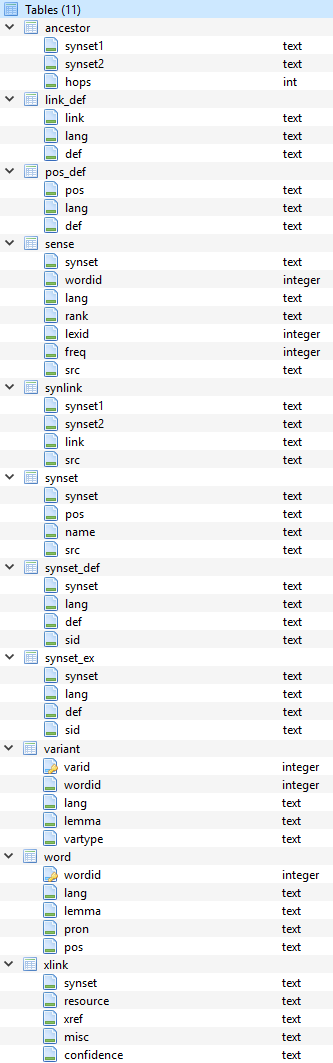 Tables (11)
ancestor
synset1 text
synset2 text
hops int
link_def
link text
lang text
def text
pos_def
pos text
lang text
def text
sense
synset text
wordid integer
lang text
rank text
lexid integer
freq integer
src text
synlink
synset1 text
synset2 text
link text
src text
synset
synset text
pos text
name text
src text
synset_def
synset text
lang text
def text
sid text
synset_ex
synset text
lang text
def text
sid text
variant
varid integer
wordid integer
lang text
lemma text
vartype text
word
wordid integer
lang text
lemma text
pron text
pos text
xlink
synset text
resource text
xref text
misc text
confidence text